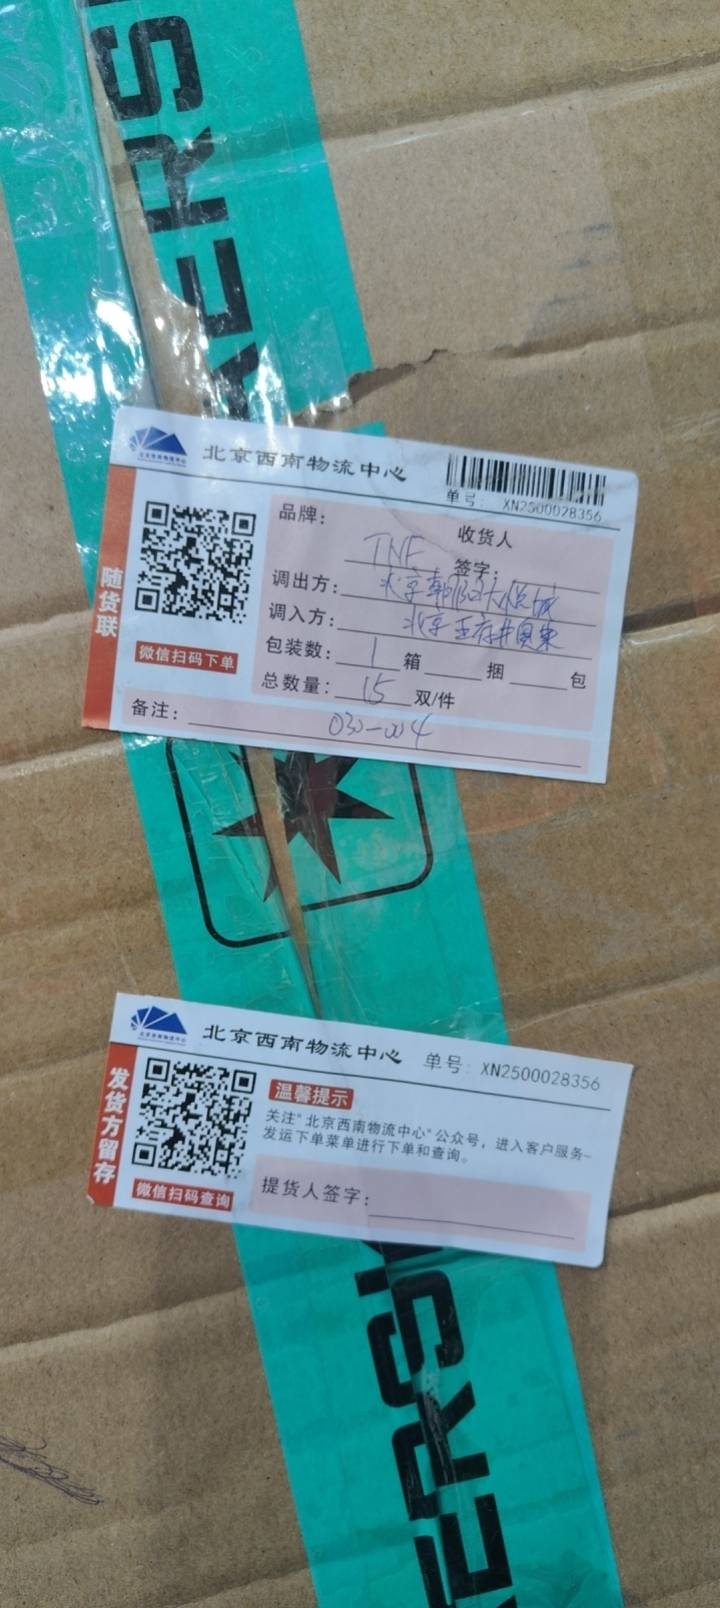 MAERSK
北京西南物流中心
单号: XN2500028356
随货联
微信扫码下单
品牌: TNF
收货人
签字:
调出方: 北京朝阳大悦城
调入方: 北京王府井奥莱
包装数: 1 箱 捆 包
总数量: 15 双/件
备注: 030-004
北京西南物流中心
单号: XN2500028356
发货方留存
温馨提示
关注"北京西南物流中心"公众号,进入客户服务-
发运下单菜单进行下单和查询。
微信扫码查询
提货人签字:
MAERSK